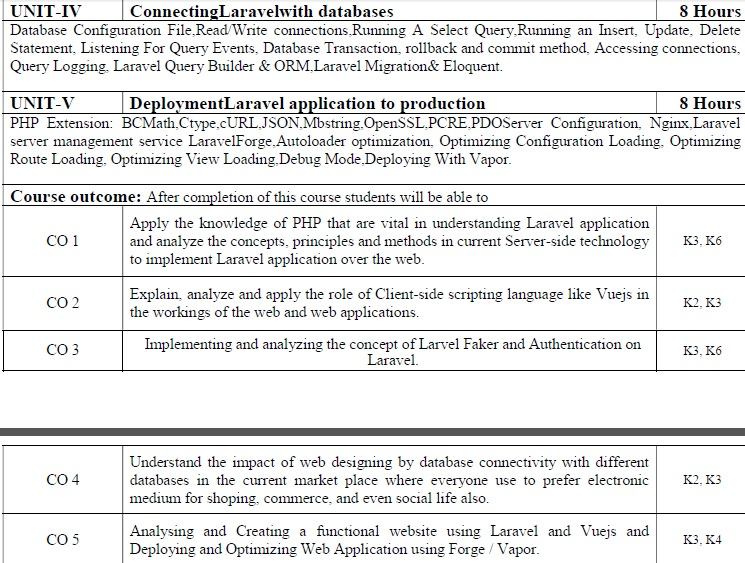 UNIT-IV ConnectingLaravelwith databases 8 Hours
Database Configuration File,Read/Write connections,Running A Select Query,Running an Insert, Update, Delete
Statement, Listening For Query Events, Database Transaction, rollback and commit method, Accessing connections,
Query Logging, Laravel Query Builder & ORM,Laravel Migration& Eloquent.
UNIT-V DeploymentLaravel application to production 8 Hours
PHP Extension: BCMath,Ctype,cURL,JSON,Mbstring,OpenSSL,PCRE,PDOServer Configuration, Nginx,Laravel
server management service LaravelForge,Autoloader optimization, Optimizing Configuration Loading, Optimizing
Route Loading, Optimizing View Loading,Debug Mode,Deploying With Vapor.
Course outcome: After completion of this course students will be able to
CO 1 Apply the knowledge of PHP that are vital in understanding Laravel application
and analyze the concepts, principles and methods in current Server-side technology
to implement Laravel application over the web.
K3, K6
CO 2 Explain, analyze and apply the role of Client-side scripting language like Vuejs in
the workings of the web and web applications.
K2, K3
CO 3 Implementing and analyzing the concept of Larvel Faker and Authentication on
Laravel.
K3, K6
CO 4 Understand the impact of web designing by database connectivity with different
databases in the current market place where everyone use to prefer electronic
medium for shoping, commerce, and even social life also.
K2, K3
CO 5 Analysing and Creating a functional website using Laravel and Vuejs and
Deploying and Optimizing Web Application using Forge / Vapor.
K3, K4